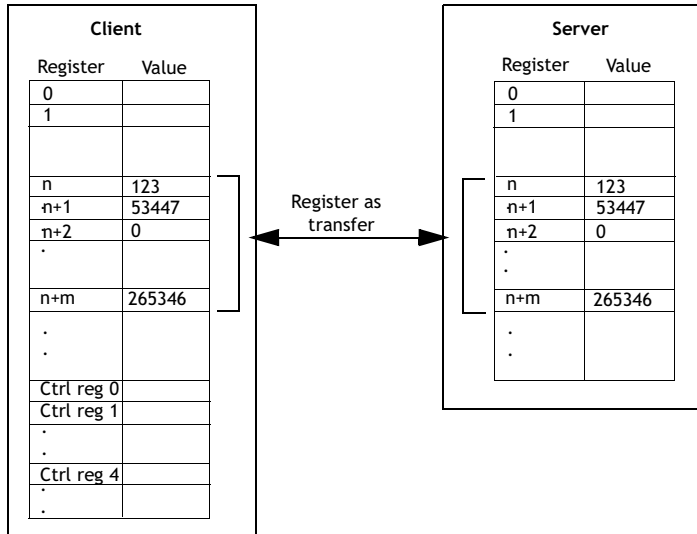 Client
Register Value
0
1
n 123
n+1 53447
n+2 0
.
n+m 265346
.
.
Ctrl reg 0
Ctrl reg 1
.
.
Ctrl reg 4
.
.
Register as
transfer
Server
Register Value
0
1
n 123
n+1 53447
n+2 0
.
.
n+m 265346
.
.